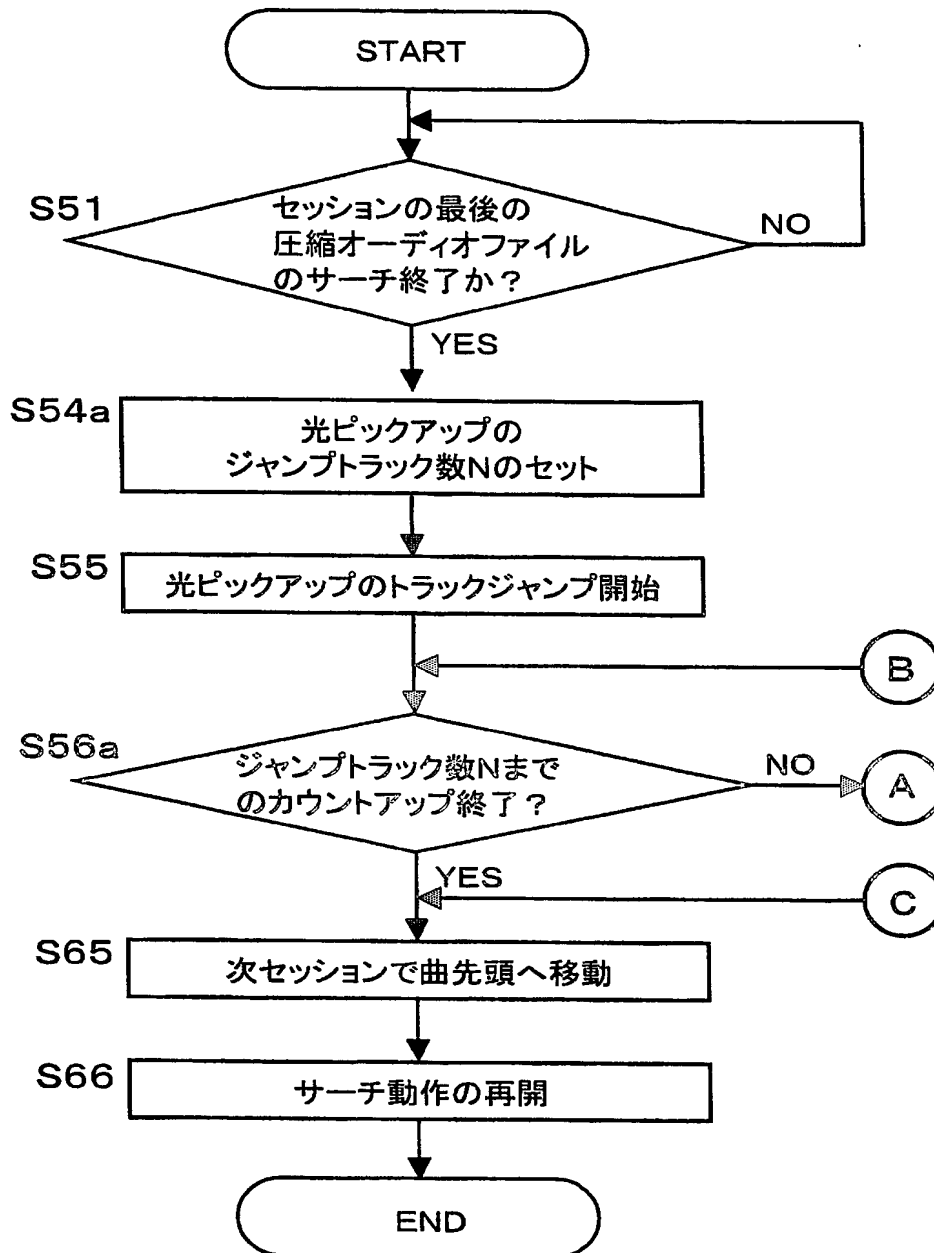 START
S51
セッションの最後の
圧縮オーディオファイル
のサーチ終了か？
NO
YES
S54a
光ピックアップの
ジャンプトラック数Nのセット
S55
光ピックアップのトラックジャンプ開始
B
S56a
ジャンプトラック数Nまで
のカウントアップ終了？
NO
A
YES
C
S65
次セッションで曲先頭へ移動
S66
サーチ動作の再開
END